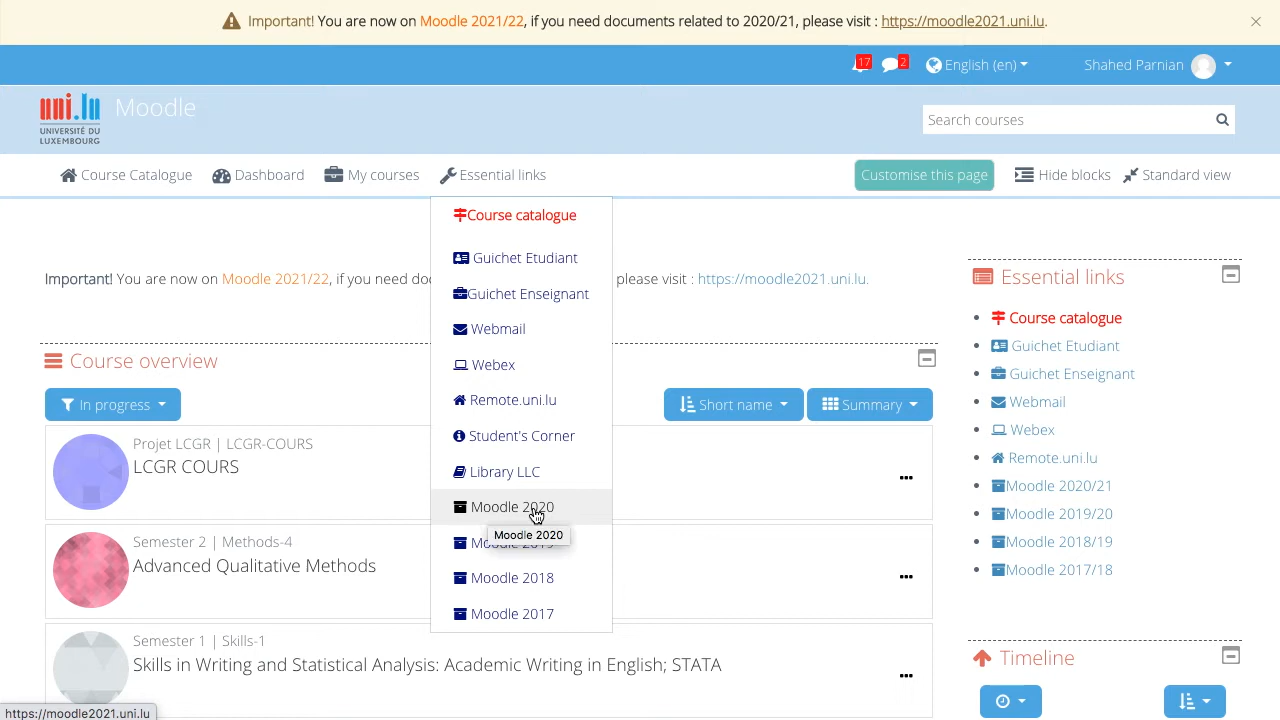 Important! You are now on Moodle 2021/22, if you need documents related to 2020/21, please visit : https://moodle2021.uni.lu.
17
2
English (en)
Shahed Parnian
uni.lu
UNIVERSITÉ DU
LUXEMBOURG
Moodle
Search courses
Course Catalogue
Dashboard
My courses
Essential links
Customise this page
Hide blocks
Standard view
Course catalogue
Guichet Etudiant
Guichet Enseignant
Webmail
Webex
Remote.uni.lu
Student's Corner
Library LLC
Moodle 2020
Moodle 2020
Moodle 2018
Moodle 2017
Important! You are now on Moodle 2021/22, if you need
please visit : https://moodle2021.uni.lu.
Course overview
In progress
Short name
Summary
Projet LCGR | LCGR-COURS
LCGR COURS
Semester 2 | Methods-4
Advanced Qualitative Methods
Semester 1 | Skills-1
Skills in Writing and Statistical Analysis: Academic Writing in English; STATA
Essential links
Course catalogue
Guichet Etudiant
Guichet Enseignant
Webmail
Webex
Remote.uni.lu
Moodle 2020/21
Moodle 2019/20
Moodle 2018/19
Moodle 2017/18
Timeline
https://moodle2021.uni.lu